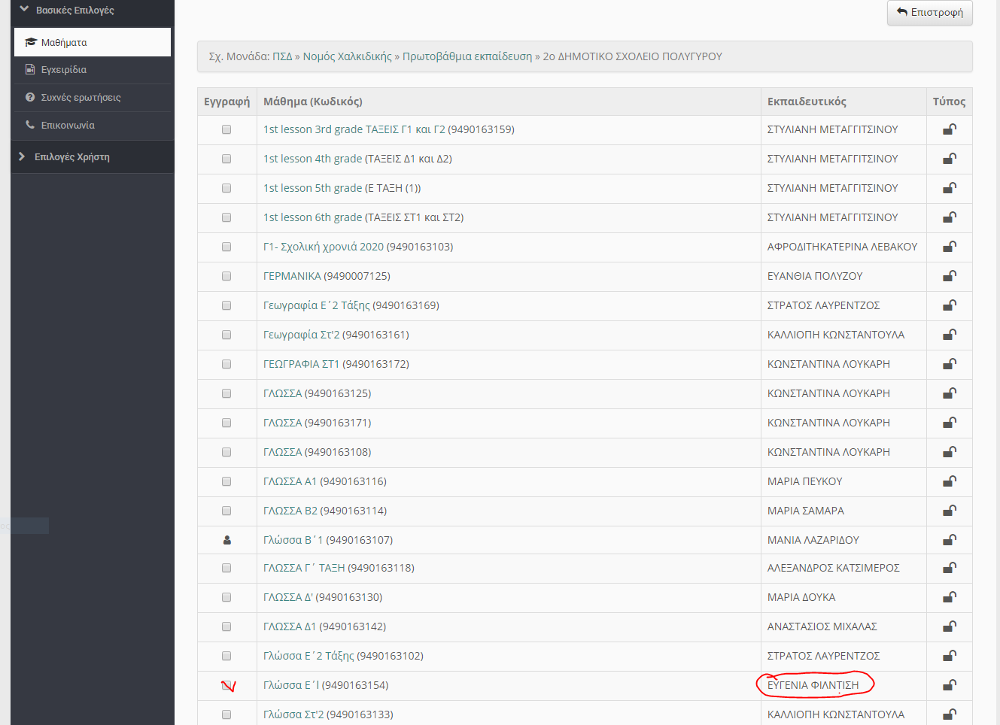 Βασικές Επιλογές
Μαθήματα
Εγχειρίδια
Συχνές ερωτήσεις
Επικοινωνία
Επιλογές Χρήστη
Επιστροφή
Σχ. Μονάδα: ΠΣΔ » Νομός Χαλκιδικής » Πρωτοβάθμια εκπαίδευση » 2ο ΔΗΜΟΤΙΚΟ ΣΧΟΛΕΙΟ ΠΟΛΥΓΥΡΟΥ
Εγγραφή Μάθημα (Κωδικός) Εκπαιδευτικός Τύπος
1st lesson 3rd grade ΤΑΞΕΙΣ Γ1 και Γ2 (9490163159) ΣΤΥΛΙΑΝΗ ΜΕΤΑΓΓΙΤΣΙΝΟΥ
1st lesson 4th grade (ΤΑΞΕΙΣ Δ1 και Δ2) ΣΤΥΛΙΑΝΗ ΜΕΤΑΓΓΙΤΣΙΝΟΥ
1st lesson 5th grade (Ε ΤΑΞΗ (1)) ΣΤΥΛΙΑΝΗ ΜΕΤΑΓΓΙΤΣΙΝΟΥ
1st lesson 6th grade (ΤΑΞΕΙΣ ΣΤ1 και ΣΤ2) ΣΤΥΛΙΑΝΗ ΜΕΤΑΓΓΙΤΣΙΝΟΥ
Γ1- Σχολική χρονιά 2020 (9490163103) ΑΦΡΟΔΙΤΗΚΑΤΕΡΙΝΑ ΛΕΒΑΚΟΥ
ΓΕΡΜΑΝΙΚΑ (9490007125) ΕΥΑΝΘΙΑ ΠΟΛΥΖΟΥ
Γεωγραφία Ε΄2 Τάξης (9490163169) ΣΤΡΑΤΟΣ ΛΑΥΡΕΝΤΖΟΣ
Γεωγραφία Στ'2 (9490163161) ΚΑΛΛΙΟΠΗ ΚΩΝΣΤΑΝΤΟΥΛΑ
ΓΕΩΓΡΑΦΙΑ ΣΤ1 (9490163172) ΚΩΝΣΤΑΝΤΙΝΑ ΛΟΥΚΑΡΗ
ΓΛΩΣΣΑ (9490163125) ΚΩΝΣΤΑΝΤΙΝΑ ΛΟΥΚΑΡΗ
ΓΛΩΣΣΑ (9490163171) ΚΩΝΣΤΑΝΤΙΝΑ ΛΟΥΚΑΡΗ
ΓΛΩΣΣΑ (9490163108) ΚΩΝΣΤΑΝΤΙΝΑ ΛΟΥΚΑΡΗ
ΓΛΩΣΣΑ Α1 (9490163116) ΜΑΡΙΑ ΠΕΥΚΟΥ
ΓΛΩΣΣΑ Β2 (9490163114) ΜΑΡΙΑ ΣΑΜΑΡΑ
Γλώσσα Β΄1 (9490163107) ΜΑΝΙΑ ΛΑΖΑΡΙΔΟΥ
ΓΛΩΣΣΑ Γ΄ ΤΑΞΗ (9490163118) ΑΛΕΞΑΝΔΡΟΣ ΚΑΤΣΙΜΕΡΟΣ
ΓΛΩΣΣΑ Δ' (9490163130) ΜΑΡΙΑ ΔΟΥΚΑ
ΓΛΩΣΣΑ Δ1 (9490163142) ΑΝΑΣΤΑΣΙΟΣ ΜΙΧΑΛΑΣ
Γλώσσα Ε΄2 Τάξης (9490163102) ΣΤΡΑΤΟΣ ΛΑΥΡΕΝΤΖΟΣ
Γλώσσα Ε΄Ι (9490163154) ΕΥΓΕΝΙΑ ΦΙΛΝΤΙΣΗ
Γλώσσα Στ'2 (9490163133) ΚΑΛΛΙΟΠΗ ΚΩΝΣΤΑΝΤΟΥΛΑ